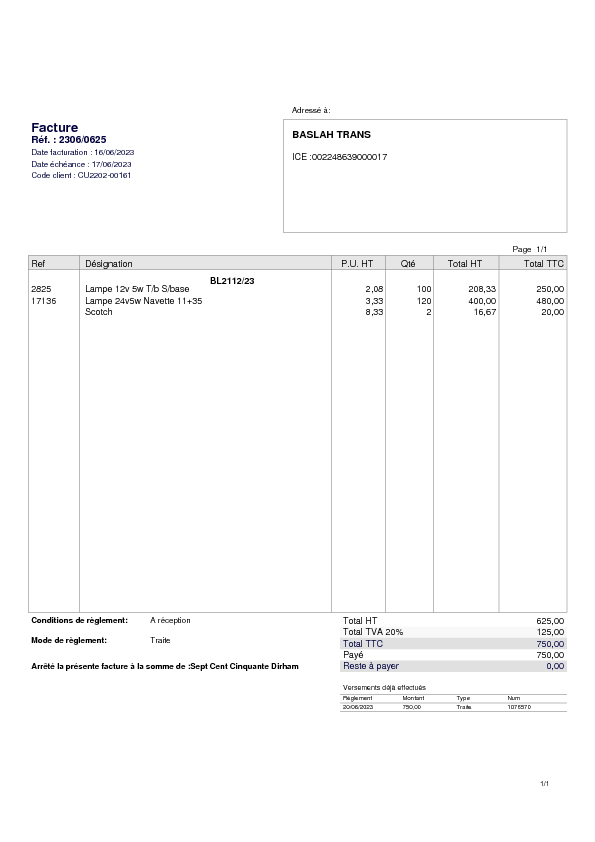 Adressé à:
Facture
Réf. : 2306/0625
Date facturation : 16/06/2023
Date échéance : 17/06/2023
Code client : CU2202-00161
BASLAH TRANS
ICE :002248639000017
Page 1/1
Ref Désignation P.U. HT Qté Total HT Total TTC
BL2112/23
2825 Lampe 12v 5w T/b S/base 2,08 100 208,33 250,00
17136 Lampe 24v5w Navette 11+35 3,33 120 400,00 480,00
Scotch 8,33 2 16,67 20,00
Conditions de règlement: A réception
Mode de règlement: Traite
Arrêté la présente facture à la somme de :Sept Cent Cinquante Dirham
Total HT 625,00
Total TVA 20% 125,00
Total TTC 750,00
Payé 750,00
Reste à payer 0,00
Versements déjà effectués
Règlement Montant Type Num
20/06/2023 750,00 Traite 1076570
1/1